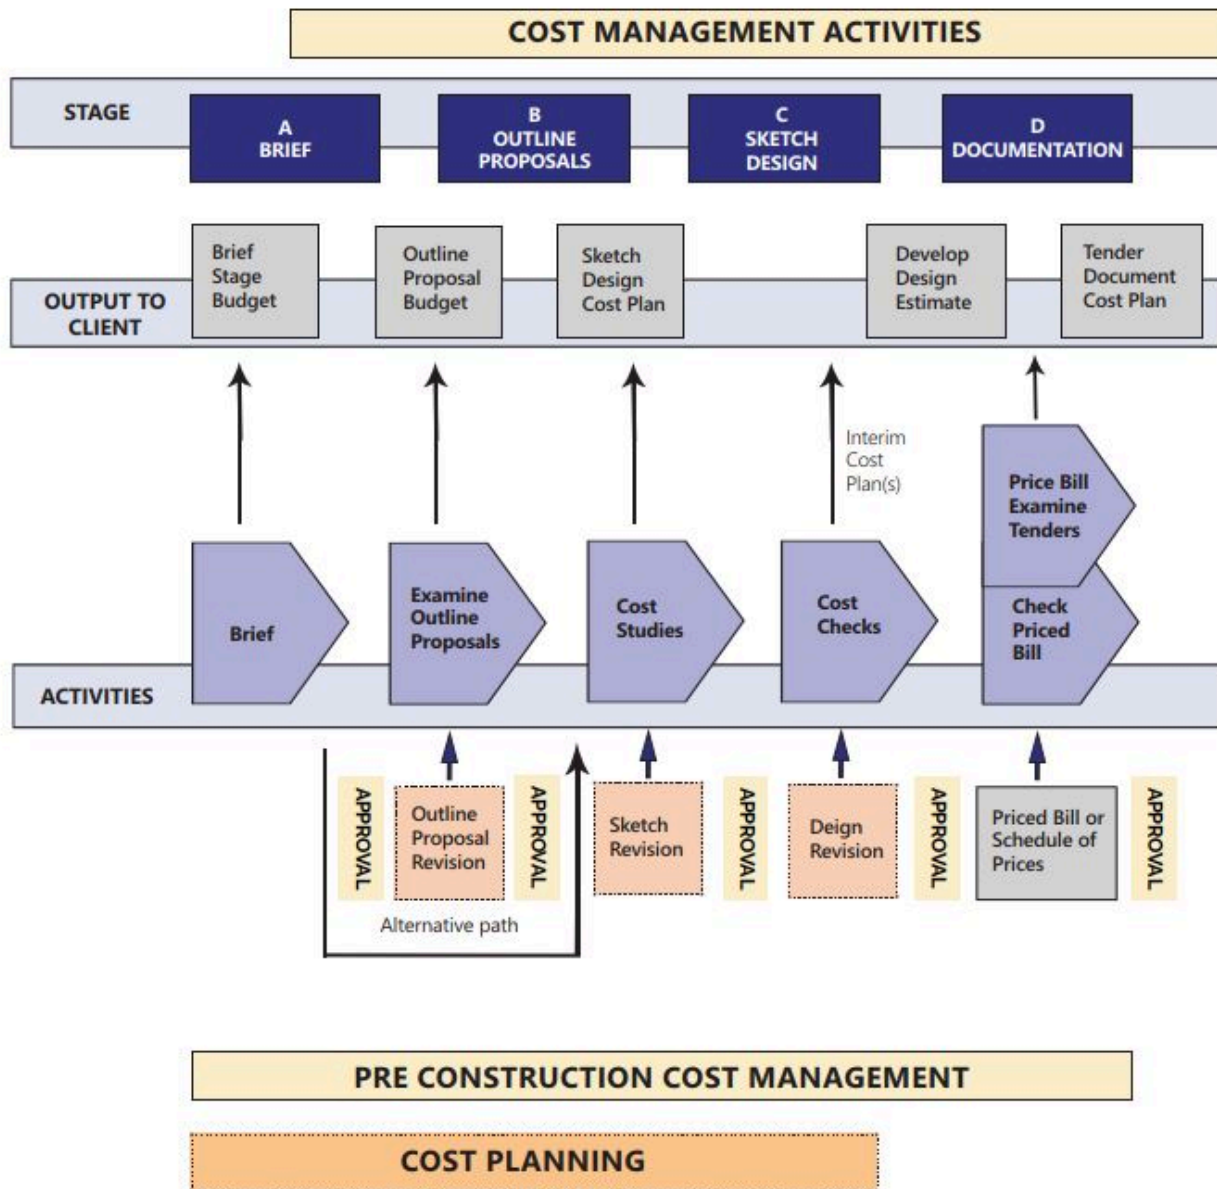 COST MANAGEMENT ACTIVITIES
STAGE
A
BRIEF
B
OUTLINE
PROPOSALS
C
SKETCH
DESIGN
D
DOCUMENTATION
OUTPUT TO
CLIENT
Brief
Stage
Budget
Outline
Proposal
Budget
Sketch
Design
Cost Plan
Develop
Design
Estimate
Tender
Document
Cost Plan
Interim
Cost
Plan(s)
Price Bill
Examine
Tenders
Brief
Examine
Outline
Proposals
Cost
Studies
Cost
Checks
Check
Priced
Bill
ACTIVITIES
APPROVAL
Outline
Proposal
Revision
APPROVAL
Sketch
Revision
APPROVAL
Deign
Revision
APPROVAL
Priced Bill or
Schedule of
Prices
APPROVAL
Alternative path
PRE CONSTRUCTION COST MANAGEMENT
COST PLANNING